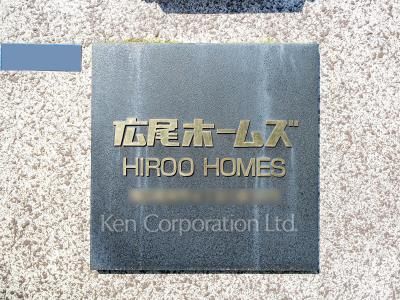 広尾ホームズ
HIROO HOMES
Ken Corporation Ltd.